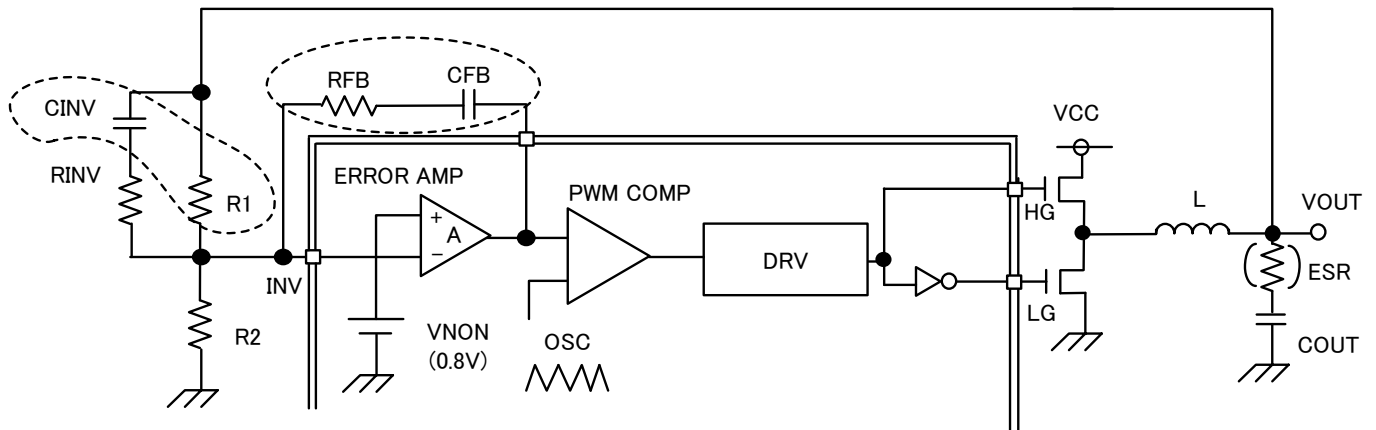 RFB
CFB
CINV
VCC
RINV
ERROR AMP
PWM COMP
R1
HG
L
VOUT
+
A
−
DRV
ESR
INV
LG
R2
VNON
(0.8V)
OSC
COUT